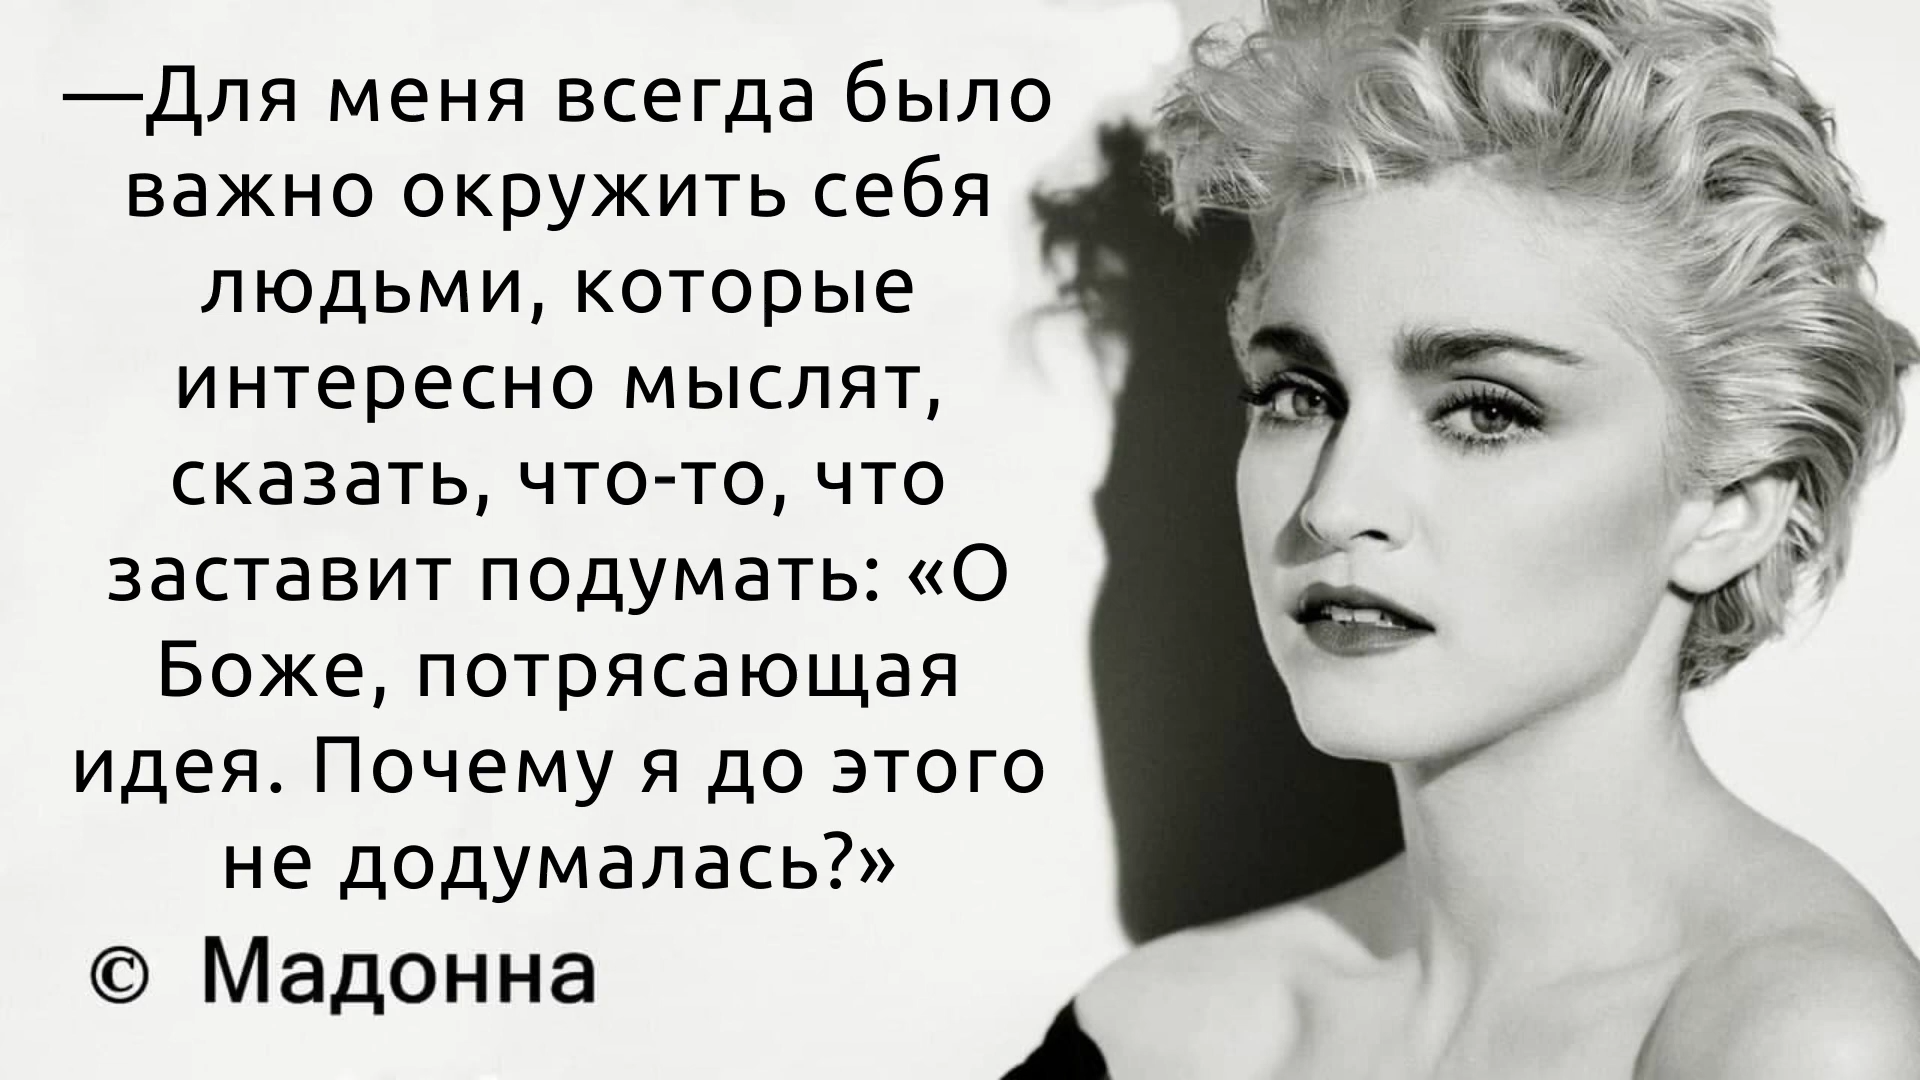 —Для меня всегда было
важно окружить себя
людьми, которые
интересно мыслят,
сказать, что-то, что
заставит подумать: «О
Боже, потрясающая
идея. Почему я до этого
не додумалась?»
© Мадонна